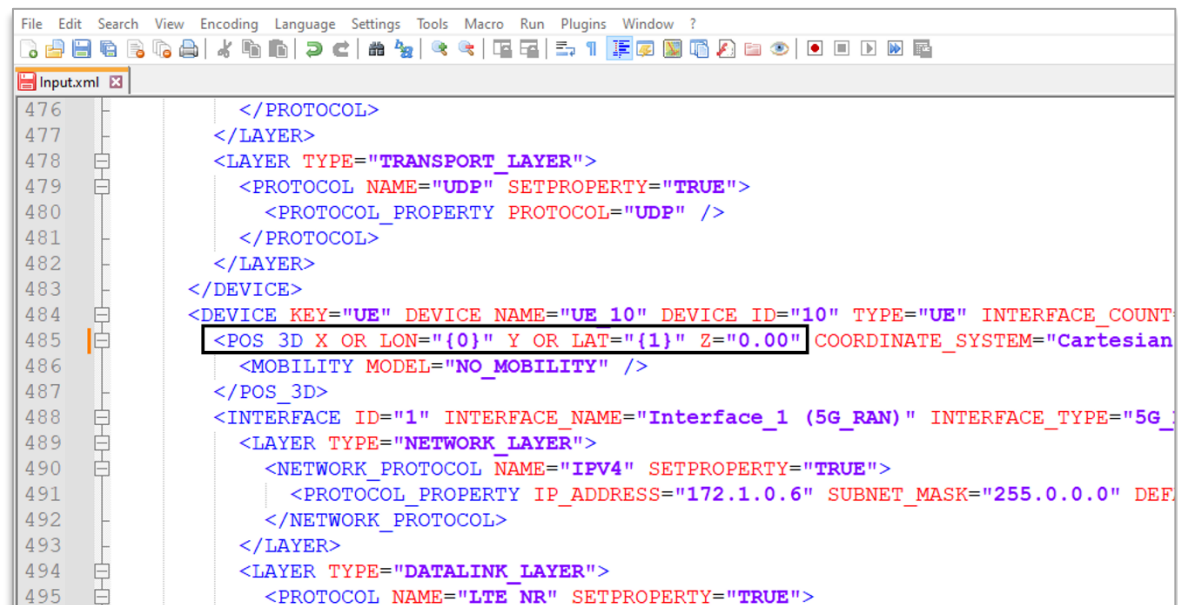 File Edit Search View Encoding Language Settings Tools Macro Run Plugins Window ?
Input.xml
476 </PROTOCOL>
477 </LAYER>
478 <LAYER TYPE="TRANSPORT_LAYER">
479 <PROTOCOL NAME="UDP" SETPROPERTY="TRUE">
480 <PROTOCOL_PROPERTY PROTOCOL="UDP" />
481 </PROTOCOL>
482 </LAYER>
483 </DEVICE>
484 <DEVICE KEY="UE" DEVICE_NAME="UE_10" DEVICE_ID="10" TYPE="UE" INTERFACE_COUNT=
485 <POS_3D X_OR_LON="{0}" Y_OR_LAT="{1}" Z="0.00" COORDINATE_SYSTEM="Cartesian
486 <MOBILITY MODEL="NO_MOBILITY" />
487 </POS_3D>
488 <INTERFACE ID="1" INTERFACE_NAME="Interface_1 (5G_RAN)" INTERFACE_TYPE="5G_
489 <LAYER TYPE="NETWORK_LAYER">
490 <NETWORK_PROTOCOL NAME="IPV4" SETPROPERTY="TRUE">
491 <PROTOCOL_PROPERTY IP_ADDRESS="172.1.0.6" SUBNET_MASK="255.0.0.0" DEF
492 </NETWORK_PROTOCOL>
493 </LAYER>
494 <LAYER TYPE="DATALINK_LAYER">
495 <PROTOCOL NAME="LTE_NR" SETPROPERTY="TRUE">